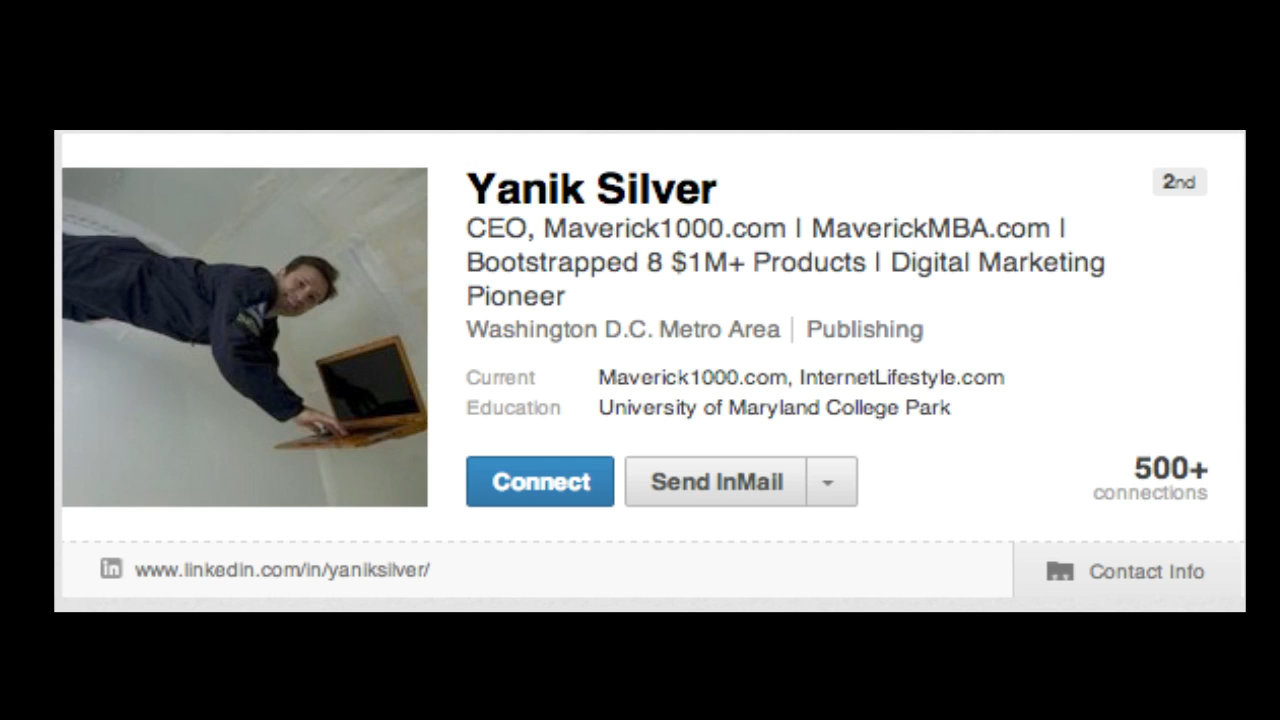 Yanik Silver
2nd
CEO, Maverick1000.com | MaverickMBA.com |
Bootstrapped 8 $1M+ Products | Digital Marketing
Pioneer
Washington D.C. Metro Area | Publishing
Current Maverick1000.com, InternetLifestyle.com
Education University of Maryland College Park
Connect Send InMail
500+
connections
in www.linkedin.com/in/yaniksilver/
Contact Info